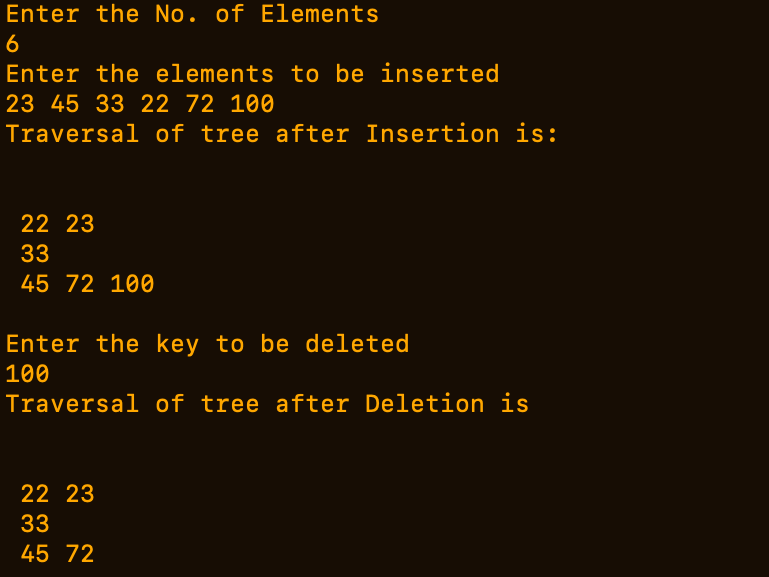 Enter the No. of Elements
6
Enter the elements to be inserted
23 45 33 22 72 100
Traversal of tree after Insertion is:
22 23
33
45 72 100
Enter the key to be deleted
100
Traversal of tree after Deletion is
22 23
33
45 72